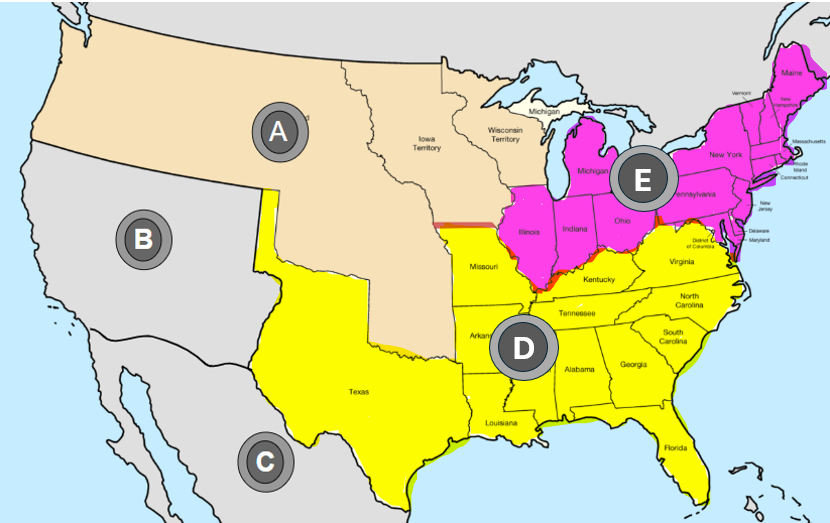 Maine
Vermont
New
Hampshire
A
d
Michigan
Iowa
Territory
Wisconsin
Territory
Massachusetts
New York
Michigan
E
Rhode
Island
Connecticut
Pennsylvania
New
Jersey
B
Illinois
Indiana
Ohio
Delaware
Maryland
District
of Columbia
Missouri
Kentucky
Virginia
North
Carolina
Tennessee
South
Carolina
Arkan
D
Alabama
Georgia
Texas
Louisiana
Florida
C